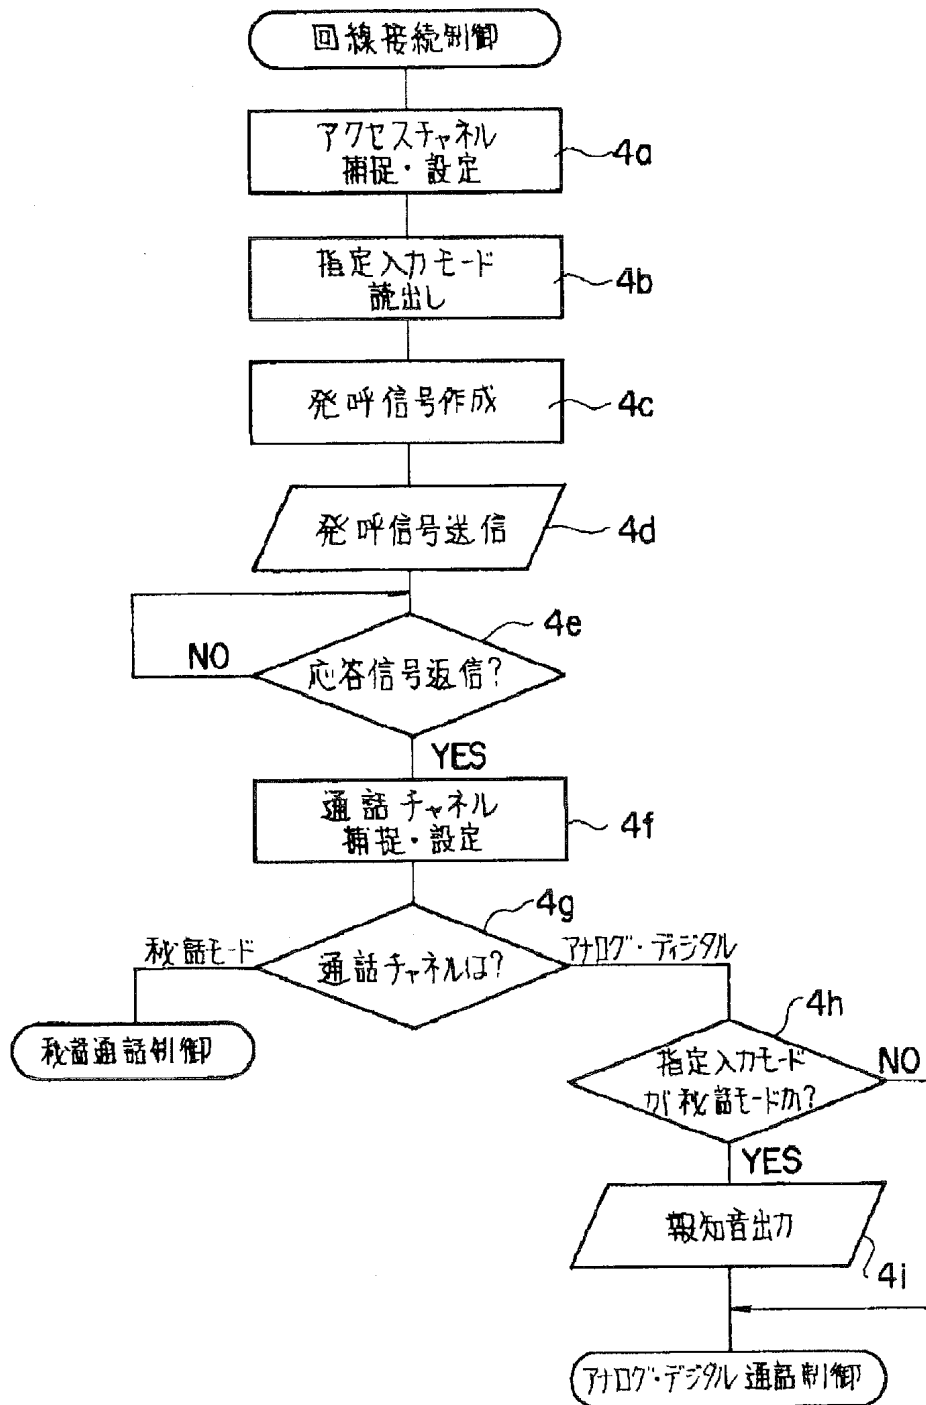 回線接続制御
アクセスチャネル
捕捉・設定
4a
指定入力モード
読出し
4b
発呼信号作成
4c
発呼信号送信
4d
4e
NO
応答信号返信?
YES
通話チャネル
捕捉・設定
4f
4g
秘話モード
通話チャネルは?
アナログ・ディジタル
秘話通話制御
4h
指定入力モード
が秘話モードか?
NO
YES
報知音出力
4i
アナログ・デジタル通話制御